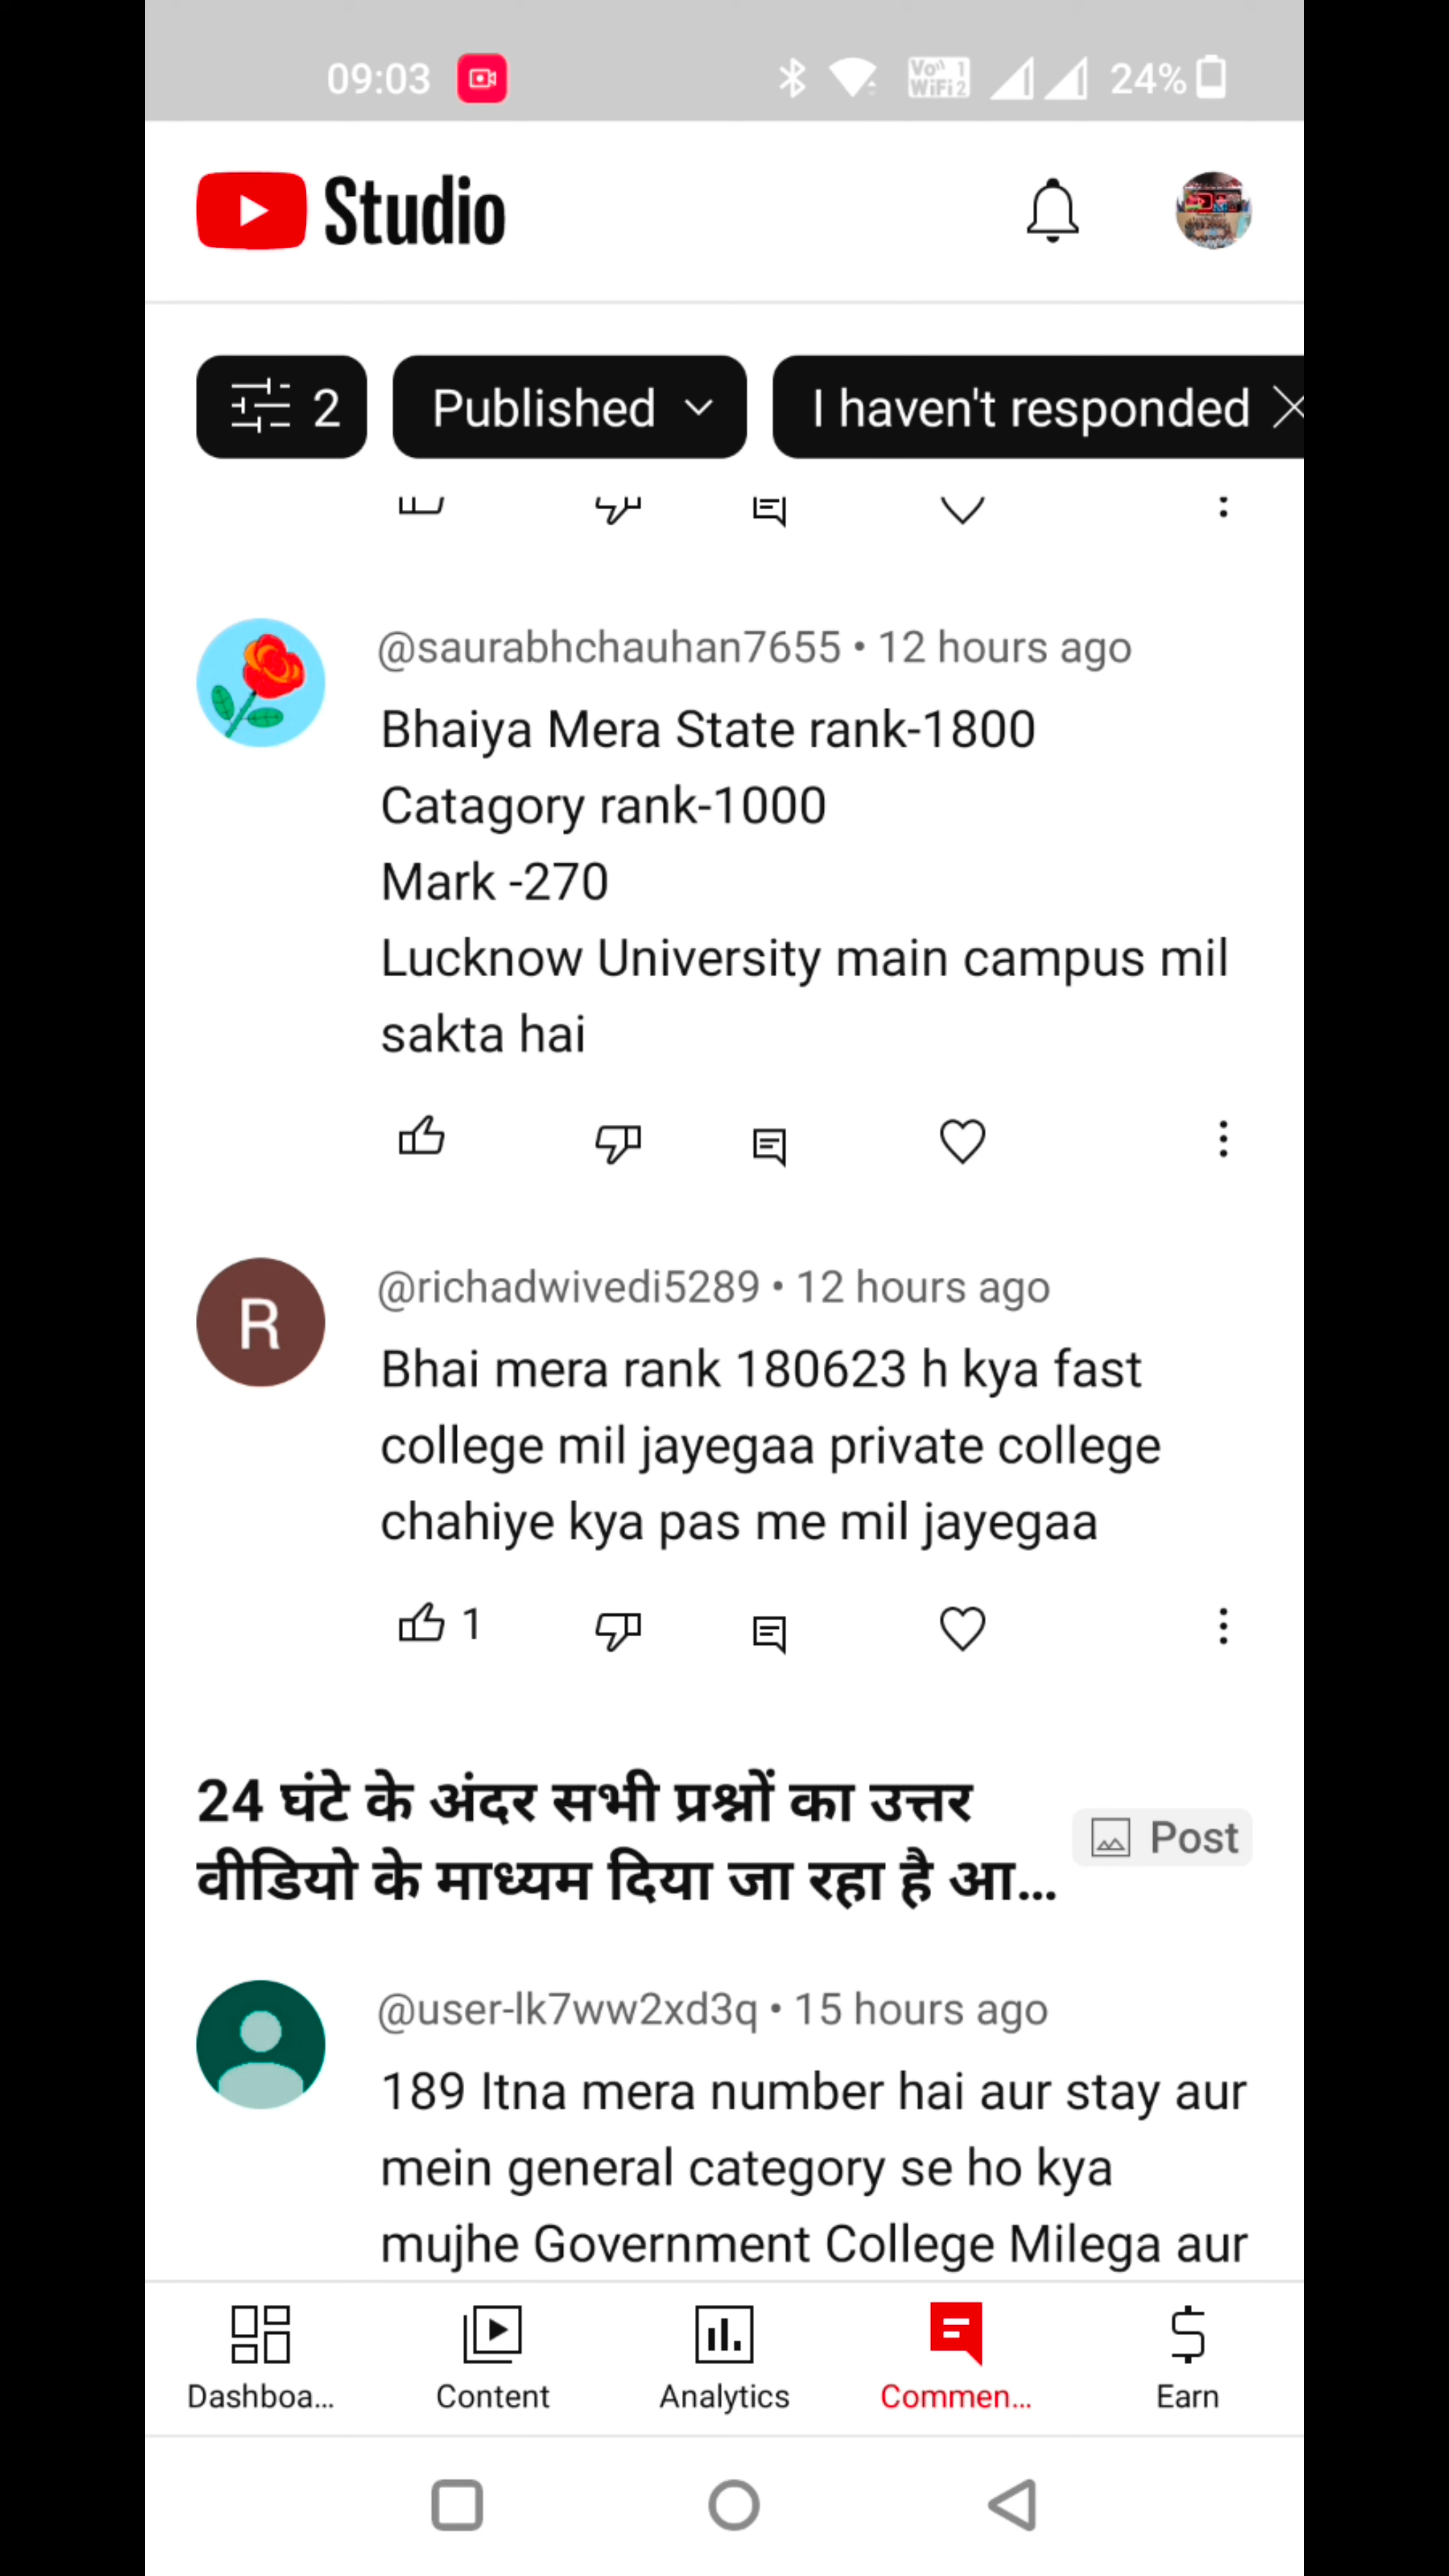 09:03
Vo 1
WiFi 2
24%
Studio
2
Published
I haven't responded
@saurabhchauhan7655 • 12 hours ago
Bhaiya Mera State rank-1800
Catagory rank-1000
Mark -270
Lucknow University main campus mil
sakta hai
R
@richadwivedi5289 • 12 hours ago
Bhai mera rank 180623 h kya fast
college mil jayegaa private college
chahiye kya pas me mil jayegaa
1
24 घंटे के अंदर सभी प्रश्नों का उत्तर
वीडियो के माध्यम दिया जा रहा है आ...
Post
@user-lk7ww2xd3q • 15 hours ago
189 Itna mera number hai aur stay aur
mein general category se ho kya
mujhe Government College Milega aur
Dashboa...
Content
Analytics
Commen...
Earn